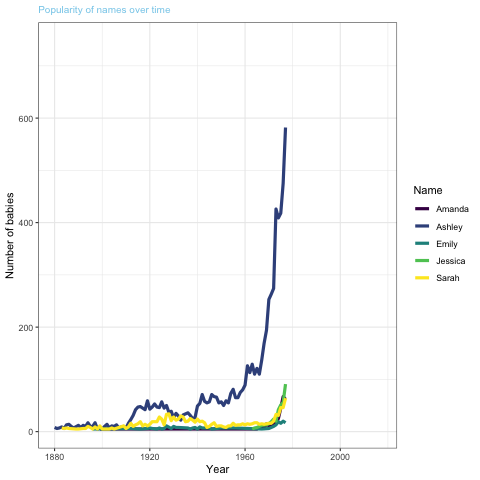 Popularity of names over time
Number of babies
600
400
200
0
1880
1920
1960
2000
Year
Name
Amanda
Ashley
Emily
Jessica
Sarah